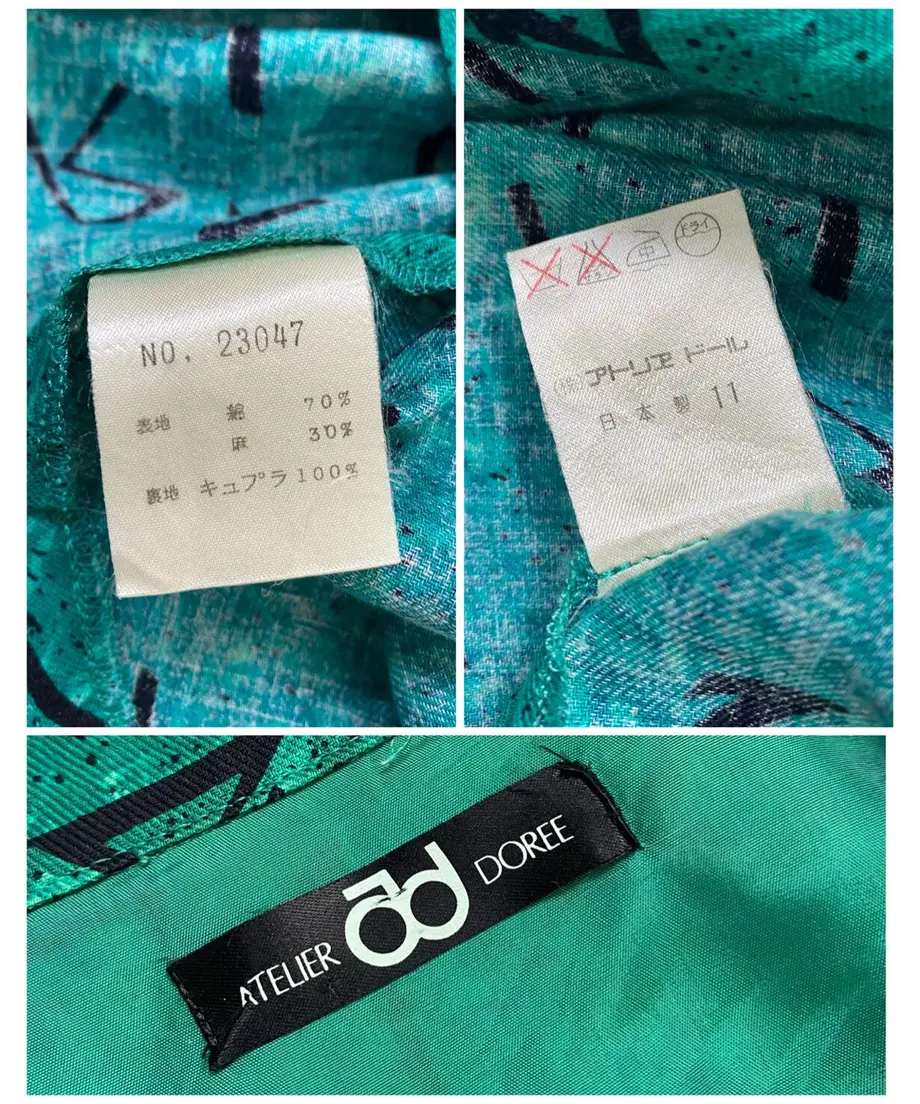 NO. 23047
表地 綿 70%
麻 30%
裏地 キュプラ 100%
中 ドライ
(株)アトリエ ドール
日本製 11
ATELIER ad DOREE